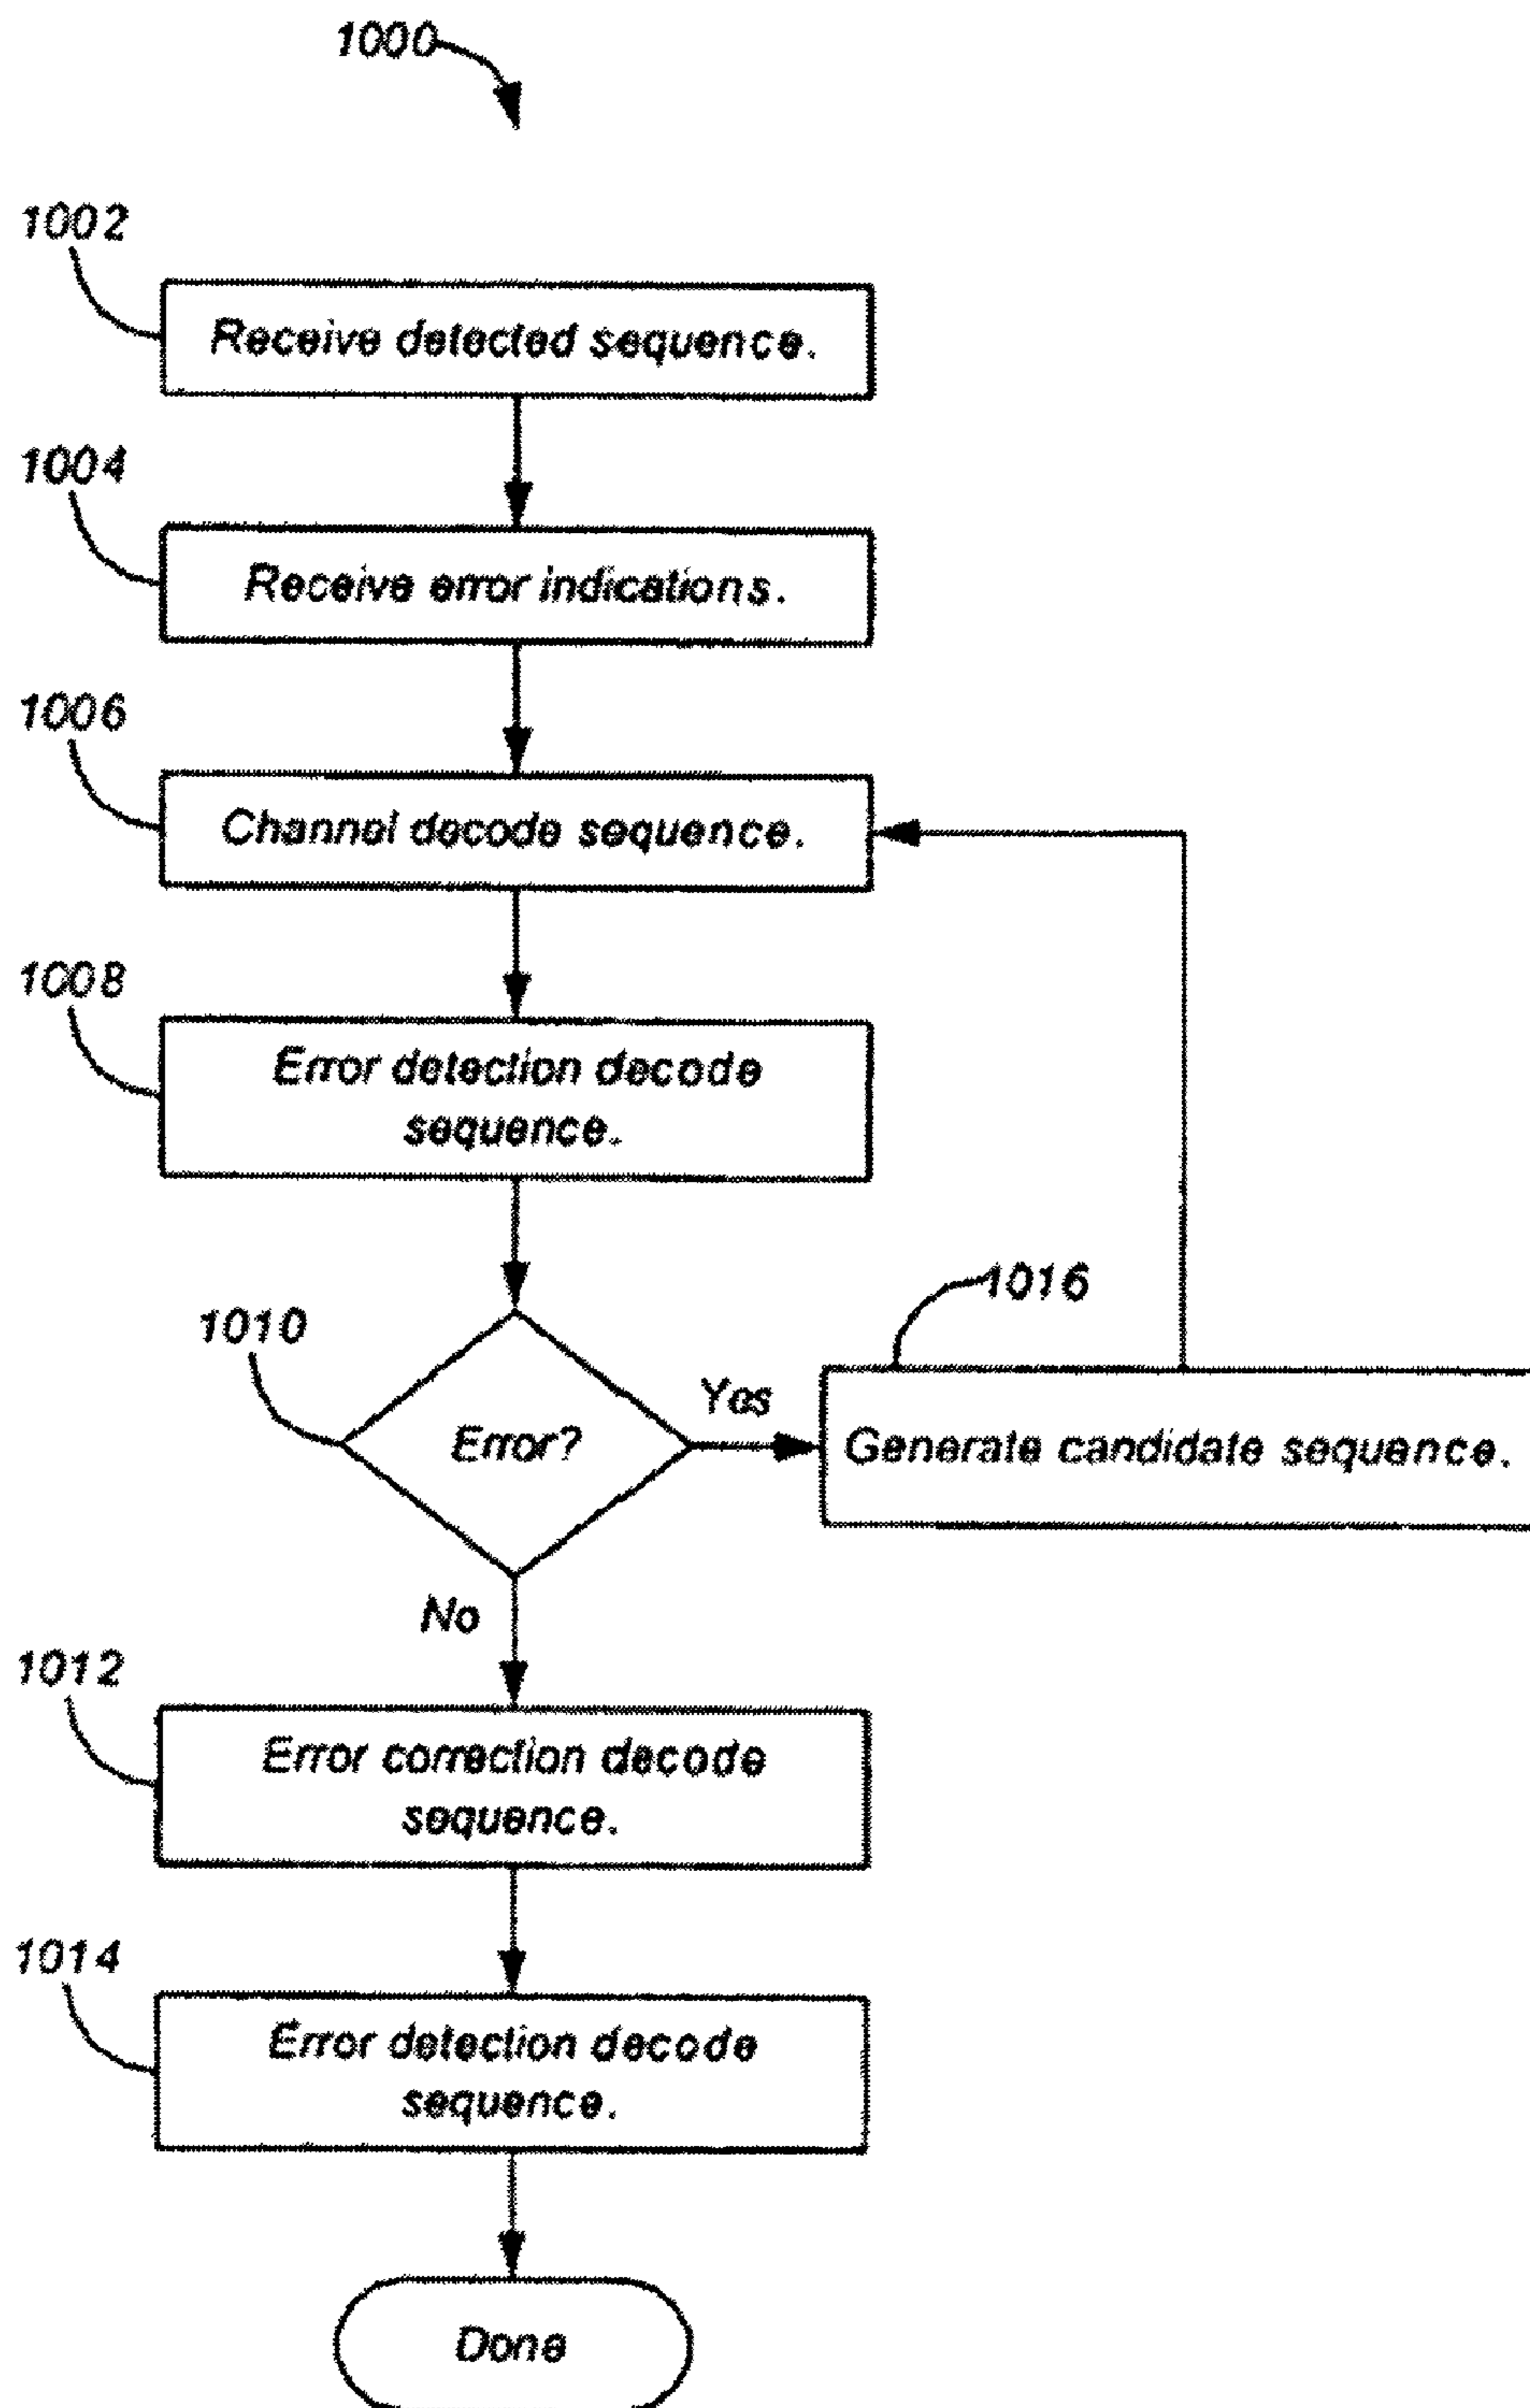 1000
1002
Receive detected sequence.
1004
Receive error indications.
1006
Channel decode sequence.
1008
Error detection decode
sequence.
1010
Error?
Yes
1016
Generate candidate sequence.
No
1012
Error correction decode
sequence.
1014
Error detection decode
sequence.
Done